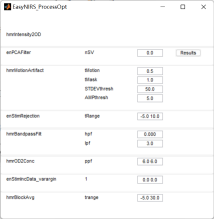 EasyNIRS_ProcessOpt
hmrIntensity2OD
enPCAFilter nSV 0.0 Results
hmrMotionArtifact tMotion 0.5
tMask 1.0
STDEVthresh 50.0
AMPthresh 5.0
enStimRejection tRange -5.0 10.0
hmrBandpassFilt hpf 0.000
lpf 3.0
hmrOD2Conc ppf 6.0 6.0
enStimIncData_varargin 1 0.0 0.0
hmrBlockAvg trange -5.0 30.0